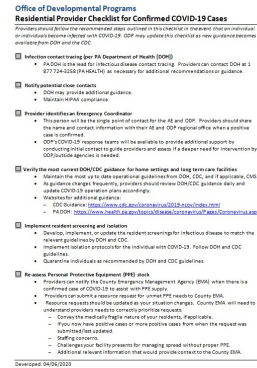 Office of Developmental Programs
Residential Provider Checklist for Confirmed COVID-19 Cases
Providers should follow the recommended steps outlined in this checklist in the event that an individual
or individuals become infected with COVID-19. ODP may update this checklist as new guidance becomes
available from DOH and the CDC.
Infection contact tracing (per PA Department of Health [DOH])
• PA DOH is the lead for infectious disease contact tracing. Providers can contact DOH at 1
877 724-3258 (PA HEALTH) as necessary for additional recommendations or guidance.
Notify potential close contacts
• DOH may provide additional guidance.
• Maintain HIPAA compliance.
Provider identifies an Emergency Coordinator
• This person will be the single point of contact for the AE and ODP. Providers should share
the name and contact information with their AE and ODP regional office when a positive
case is confirmed.
• ODP's COVID-19 response teams will be available to provide additional support by
conducting initial contact to guide providers and assess if a deeper need for intervention by
ODP/outside agencies is needed.
Verify the most current DOH/CDC guidance for home settings and long term care facilities
• Maintain the most up to date operational guidelines from DOH, CDC, and if applicable, CMS
• As guidance changes frequently, providers should review DOH/CDC guidance daily and
update COVID-19 operation plans accordingly.
• Websites for additional guidance:
– CDC Guidance: https://www.cdc.gov/coronavirus/2019-ncov/index.html
– PA DOH: https://www.health.pa.gov/topics/disease/coronavirus/Pages/Coronavirus.aspx
Implement resident screening and isolation
• Develop, implement, or update the resident screenings for infectious disease to match the
relevant guidelines by DOH and CDC.
• Implement isolation protocols for the individual with COVID-19. Follow DOH and CDC
guidelines.
• Quarantine individuals as recommended by DOH and CDC guidelines.
Re-assess Personal Protective Equipment (PPE) stock
• Providers can notify the County Emergency Management Agency (EMA) when there is a
confirmed case of COVID-19 to assist with PPE supply.
• Providers can submit a resource request for unmet PPE needs to County EMA.
• Resource requests should be updated as your situation changes. County EMA will need to
understand providers needs to correctly prioritize requests:
– Convey the medically fragile nature of your residents, if applicable.
– If you now have positive cases or more positive cases from when the request was
submitted/last updated.
– Staffing concerns.
– Challenges your facility presents for managing spread without proper PPE.
– Additional relevant information that would provide context to the County EMA.
Developed: 04/06/2020